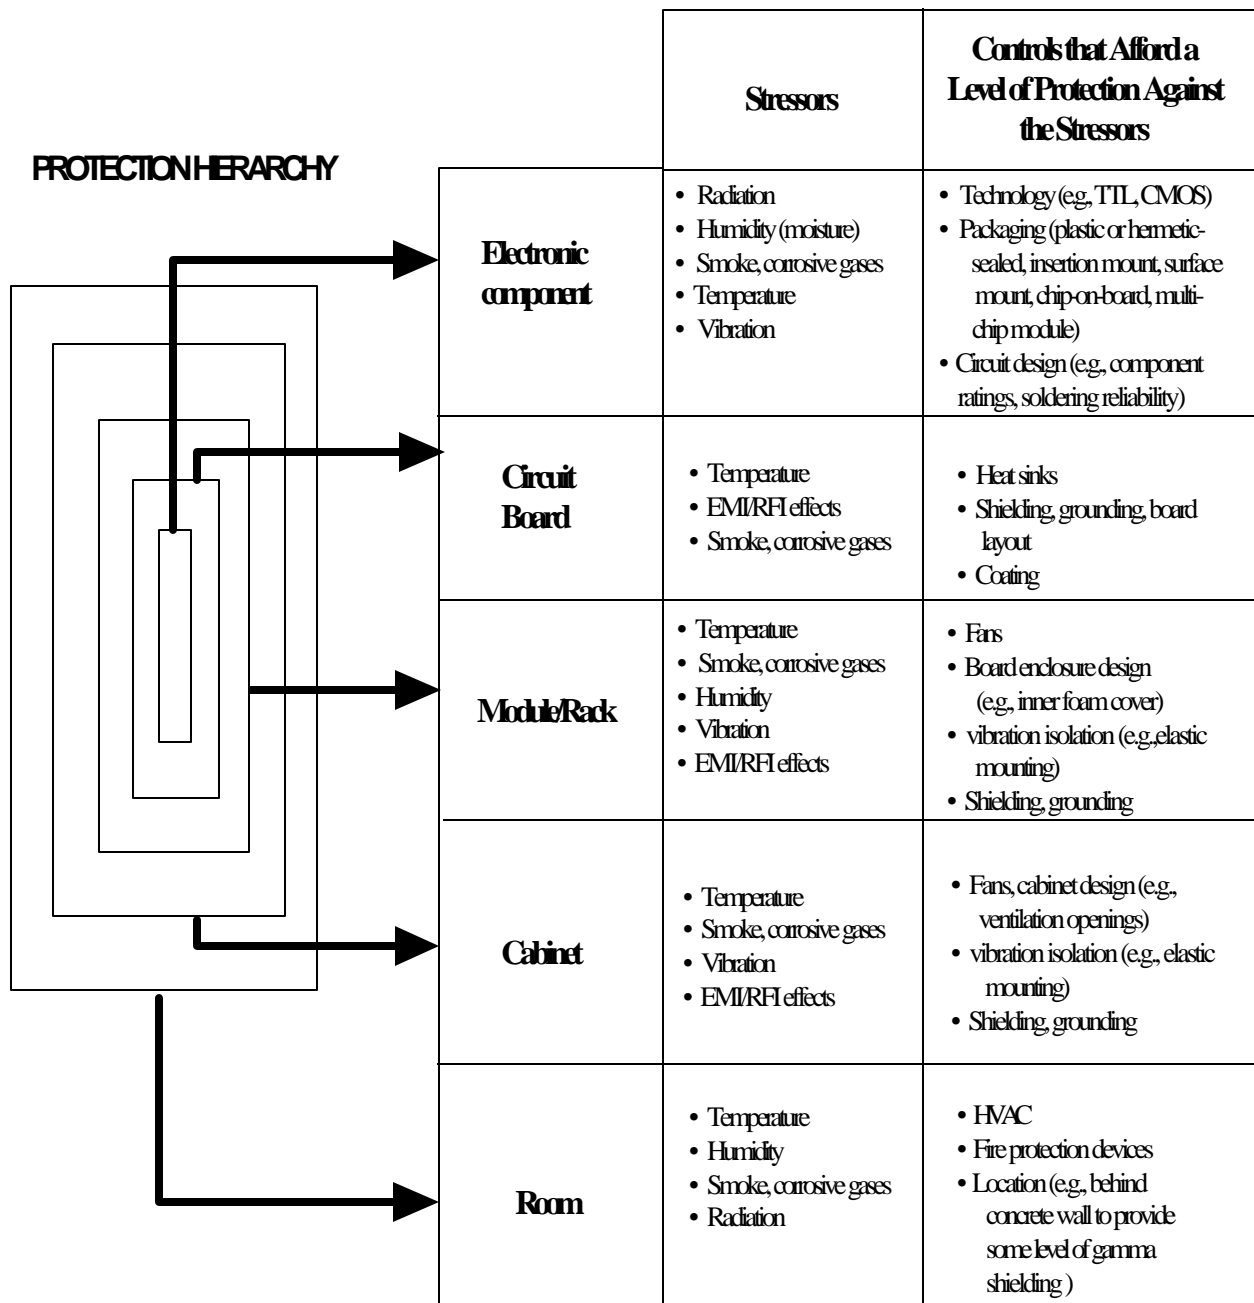 Stressors
Controls that Afford a
Level of Protection Against
the Stressors
PROTECTION HIERARCHY
Electronic
component
• Radiation
• Humidity (moisture)
• Smoke, corrosive gases
• Temperature
• Vibration
• Technology (e.g., TTL, CMOS)
• Packaging (plastic or hermetic-
sealed, insertion mount, surface
mount, chip-on-board, multi-
chip module)
• Circuit design (e.g., component
ratings, soldering reliability)
Circuit
Board
• Temperature
• EMI/RFI effects
• Smoke, corrosive gases
• Heat sinks
• Shielding, grounding, board
layout
• Coating
Module/Rack
• Temperature
• Smoke, corrosive gases
• Humidity
• Vibration
• EMI/RFI effects
• Fans
• Board enclosure design
(e.g., inner foam cover)
• vibration isolation (e.g.,elastic
mounting)
• Shielding, grounding
Cabinet
• Temperature
• Smoke, corrosive gases
• Vibration
• EMI/RFI effects
• Fans, cabinet design (e.g.,
ventilation openings)
• vibration isolation (e.g., elastic
mounting)
• Shielding, grounding
Room
• Temperature
• Humidity
• Smoke, corrosive gases
• Radiation
• HVAC
• Fire protection devices
• Location (e.g., behind
concrete wall to provide
some level of gamma
shielding )